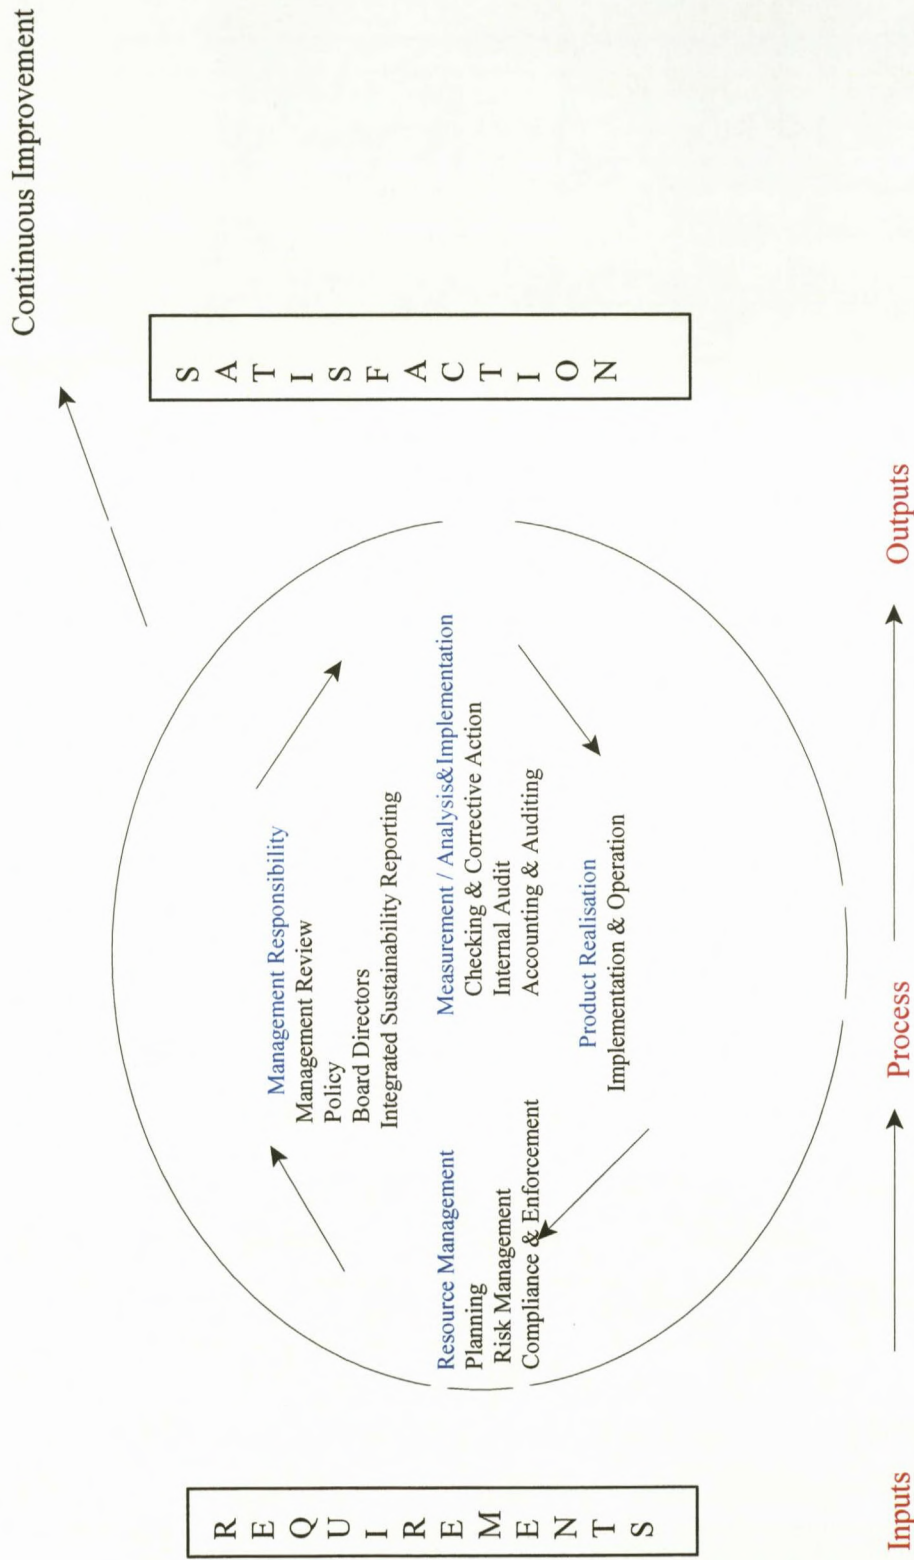 Continuous Improvement
REQUIREMENTS
SATISFACTION
Management Responsibility
Management Review
Policy
Board Directors
Integrated Sustainability Reporting
Resource Management
Planning
Risk Management
Compliance & Enforcement
Measurement / Analysis&Implementation
Checking & Corrective Action
Internal Audit
Accounting & Auditing
Product Realisation
Implementation & Operation
Inputs
Process
Outputs